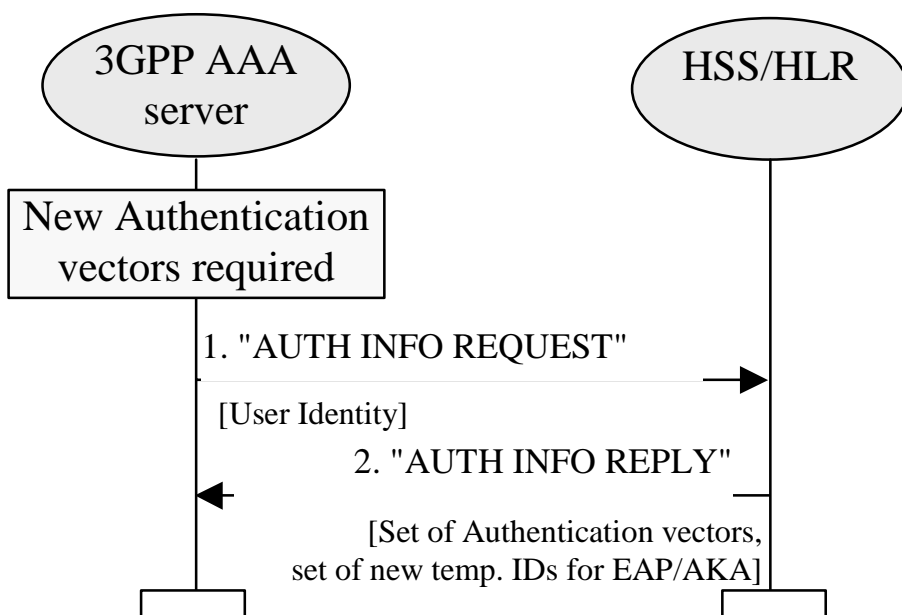 3GPP AAA
server
HSS/HLR
New Authentication
vectors required
1. "AUTH INFO REQUEST"
[User Identity]
2. "AUTH INFO REPLY"
[Set of Authentication vectors,
set of new temp. IDs for EAP/AKA]